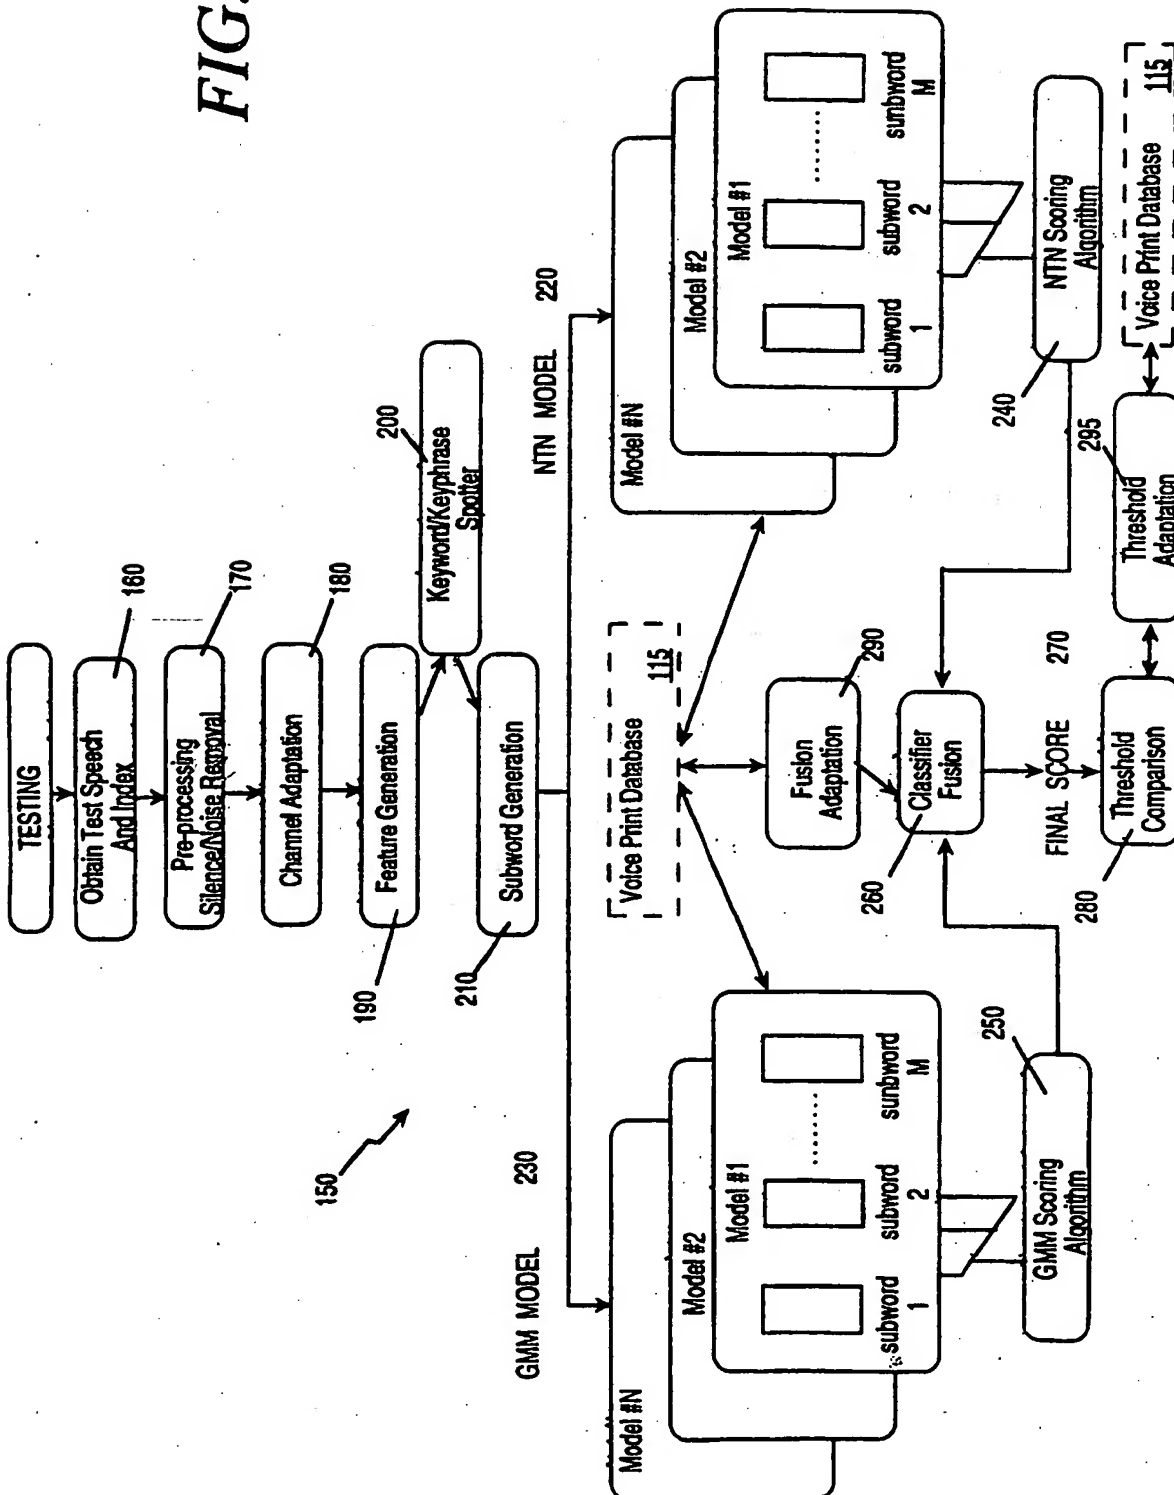 FIG.
TESTING
Obtain Test Speech
And Index
160
Pre-processing
Silence/Noise Removal
170
Channel Adaptation
180
Feature Generation
190
Keyword/Keyphrase
Spotter
200
Subword Generation
210
150
GMM MODEL
230
NTN MODEL
220
Model #N
Model #2
Model #1
subword
1
subword
2
........
sunbword
M
Voice Print Database
115
Model #N
Model #2
Model #1
subword
1
subword
2
........
sunbword
M
GMM Scoring
Algorithm
250
Fusion
Adaptation
290
Classifier
Fusion
260
NTN Scoring
Algorithm
240
FINAL SCORE
270
Threshold
Comparison
280
Threshold
Adaptation
295
Voice Print Database
115